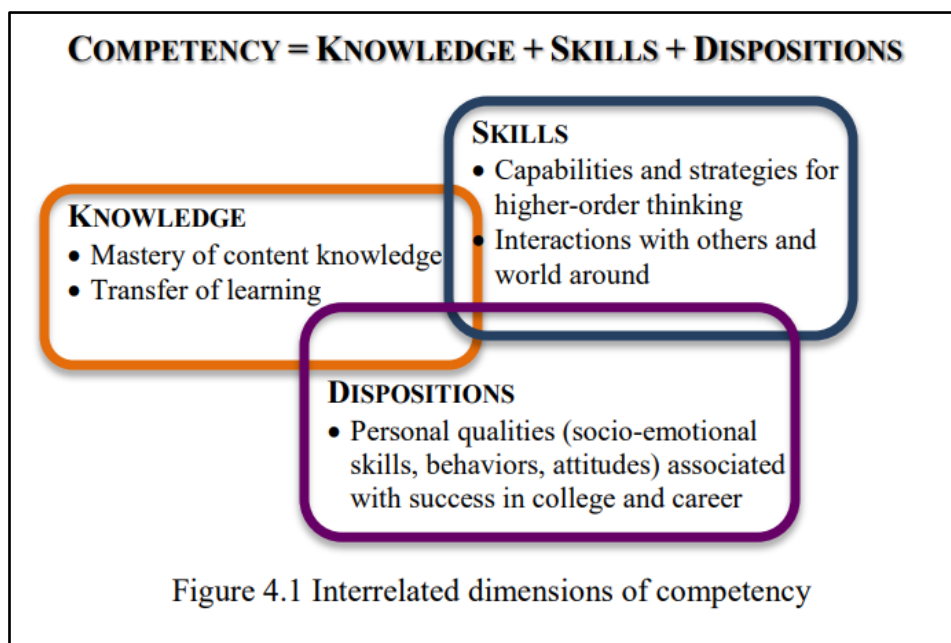 COMPETENCY = KNOWLEDGE + SKILLS + DISPOSITIONS
SKILLS
• Capabilities and strategies for
higher-order thinking
• Interactions with others and
world around
KNOWLEDGE
• Mastery of content knowledge
• Transfer of learning
DISPOSITIONS
• Personal qualities (socio-emotional
skills, behaviors, attitudes) associated
with success in college and career
Figure 4.1 Interrelated dimensions of competency